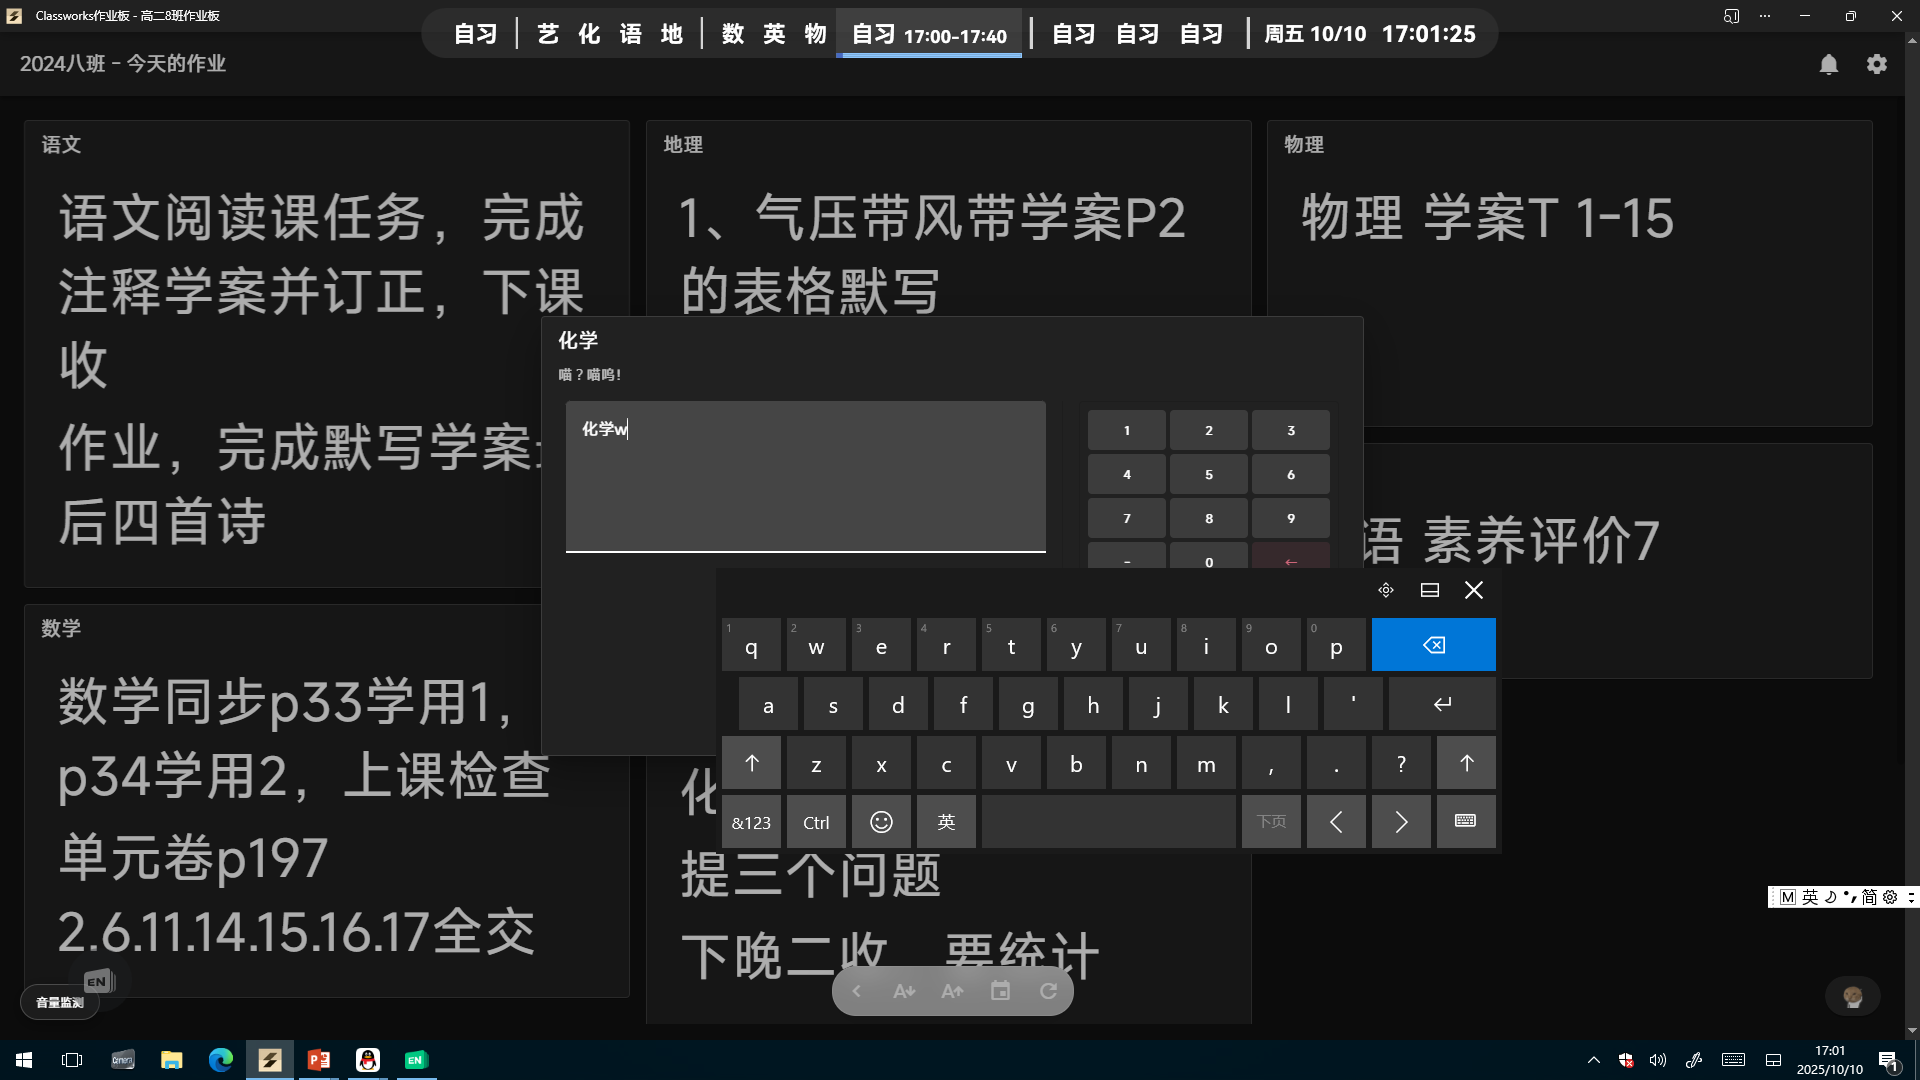 Classworks作业板 - 高二8班作业板
自习 | 艺 化 语 地 | 数 英 物 自习 17:00-17:40 | 自习 自习 自习 | 周五 10/10 17:01:25
2024八班 - 今天的作业
语文
语文阅读课任务，完成
注释学案并订正，下课
收
作业，完成默写学案
后四首诗
数学
数学同步p33学用1，
p34学用2，上课检查
单元卷p197
2.6.11.14.15.16.17全交
地理
1、气压带风带学案P2
的表格默写
物理
物理 学案T 1-15
语 素养评价7
化学
喵？喵呜！
化学w
1 2 3
4 5 6
7 8 9
- 0 ←
1 q 2 w 3 e 4 r 5 t 6 y 7 u 8 i 9 o 0 p
a s d f g h j k l '
z x c v b n m , . ?
&123 Ctrl 英 下页
化
提三个问题
下晚二收 要统计
EN
音量监测
A A
M 英 简
Camera
P
EN
17:01
2025/10/10
1